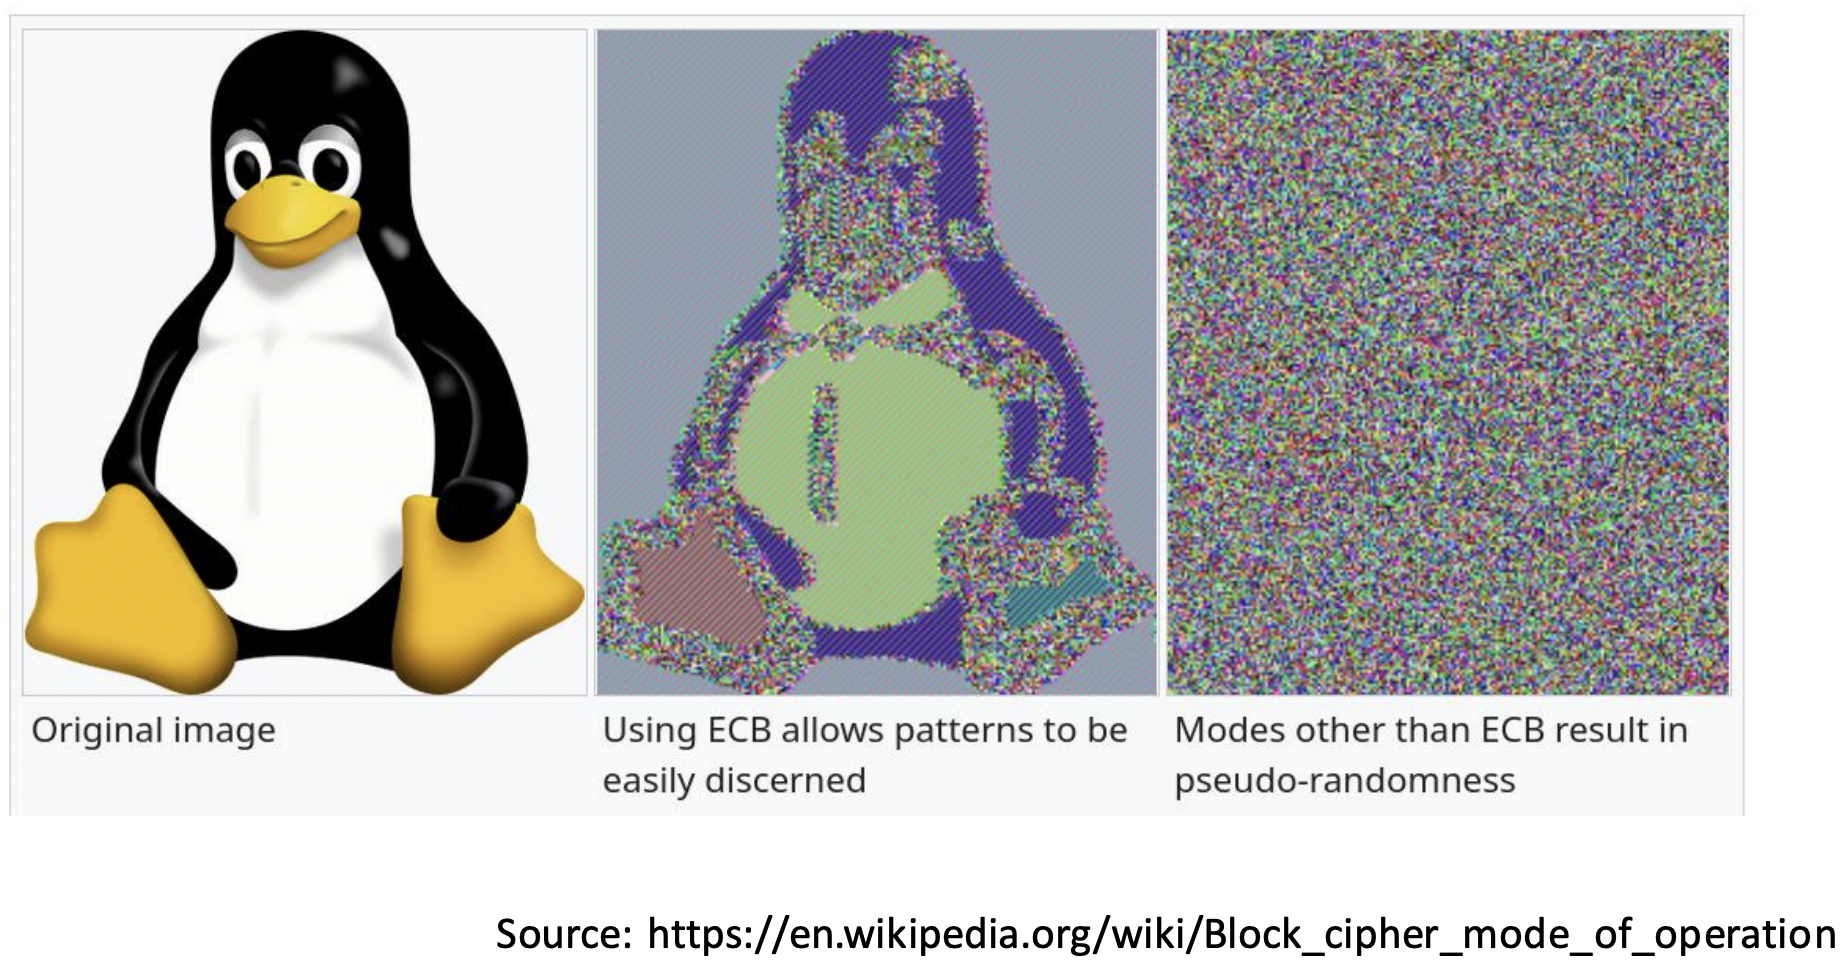 Original image
Using ECB allows patterns to be
easily discerned
Modes other than ECB result in
pseudo-randomness
Source: https://en.wikipedia.org/wiki/Block_cipher_mode_of_operation